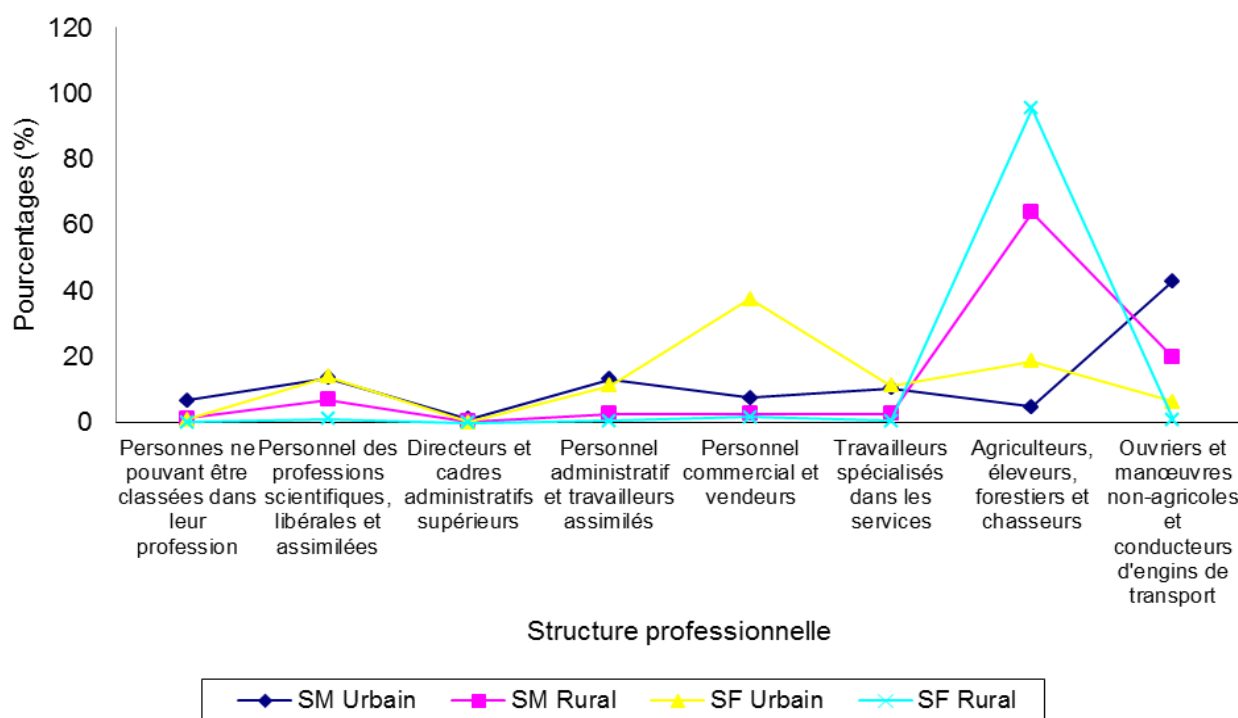 120
100
80
60
40
20
0
Pourcentages (%)
Personnes ne
pouvant être
classées dans
leur
profession
Personnel des
professions
scientifiques,
libérales et
assimilées
Directeurs et
cadres
administratifs
supérieurs
Personnel
administratif
et travailleurs
assimilés
Personnel
commercial et
vendeurs
Travailleurs
spécialisés
dans les
services
Agriculteurs,
éleveurs,
forestiers et
chasseurs
Ouvriers et
manœuvres
non-agricoles
et
conducteurs
d'engins de
transport
Structure professionnelle
SM Urbain SM Rural SF Urbain SF Rural